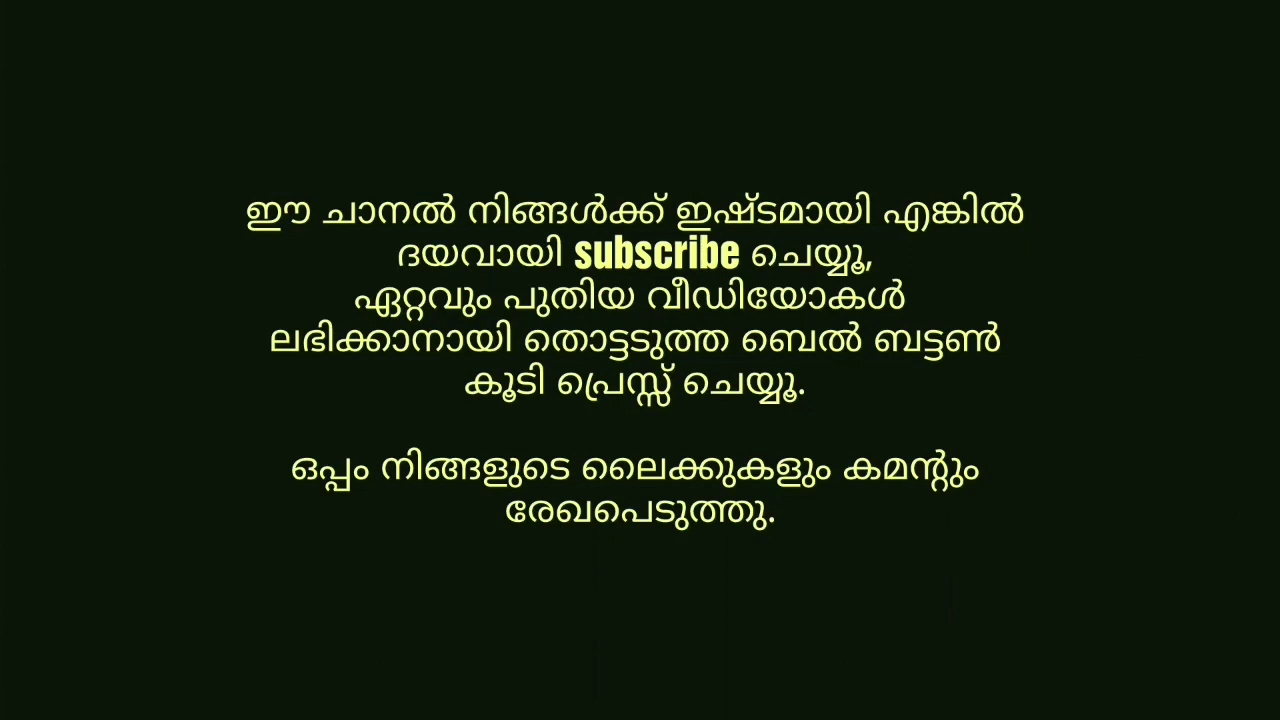 ഈ ചാനൽ നിങ്ങൾക്ക് ഇഷ്ടമായി എങ്കിൽ
ദയവായി subscribe ചെയ്യൂ,
ഏറ്റവും പുതിയ വീഡിയോകൾ
ലഭിക്കാനായി തൊട്ടടുത്ത ബെൽ ബട്ടൺ
കൂടി പ്രെസ്സ് ചെയ്യൂ.
ഒപ്പം നിങ്ങളുടെ ലൈക്കുകളും കമന്റും
രേഖപെടുത്തു.